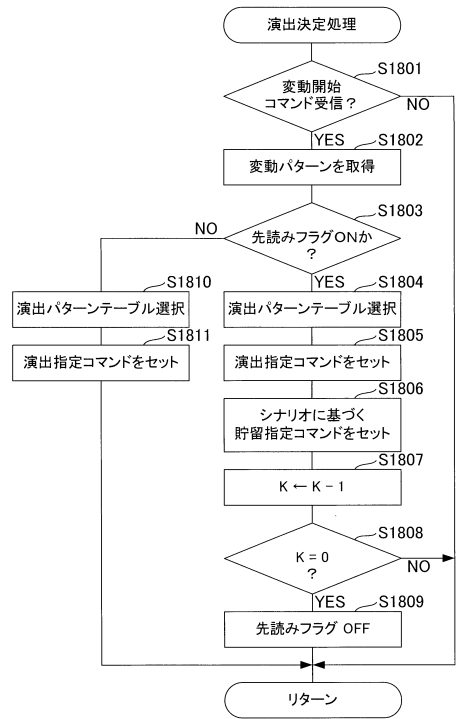 演出決定処理
S1801
変動開始
コマンド受信？
NO
YES
S1802
変動パターンを取得
S1803
先読みフラグONか
？
NO
YES
S1810
演出パターンテーブル選択
S1811
演出指定コマンドをセット
S1804
演出パターンテーブル選択
S1805
演出指定コマンドをセット
S1806
シナリオに基づく
貯留指定コマンドをセット
S1807
K ← K − 1
S1808
K = 0
？
NO
YES
S1809
先読みフラグ OFF
リターン